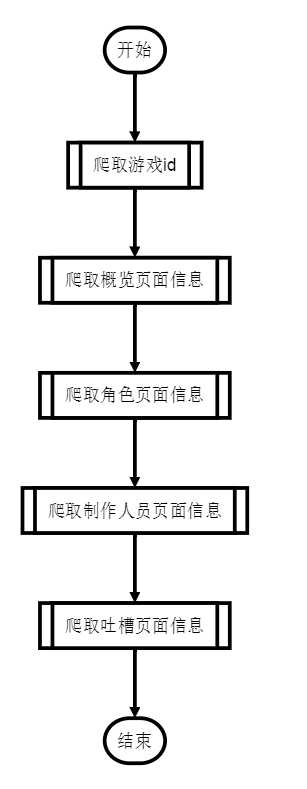 开始
爬取游戏id
爬取概览页面信息
爬取角色页面信息
爬取制作人员页面信息
爬取吐槽页面信息
结束